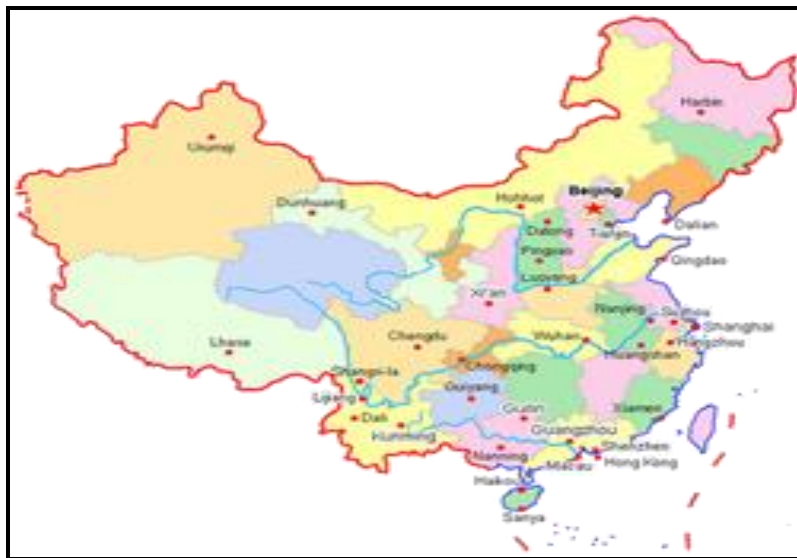 Harbin
Urumqi
Beijing
Dunhuang
Hohhot
Datong
Tianjin
Dalian
Pingyao
Qingdao
Luoyang
Xi'an
Nanjing
Suzhou
Shanghai
Wuhan
Chengdu
Hangzhou
Lhasa
Huangshan
Chongqing
Shangri-la
Guiyang
Lijiang
Dali
Guilin
Xiamen
Kunming
Guangzhou
Shenzhen
Nanning
Macau
Hong Kong
Haikou
Sanya